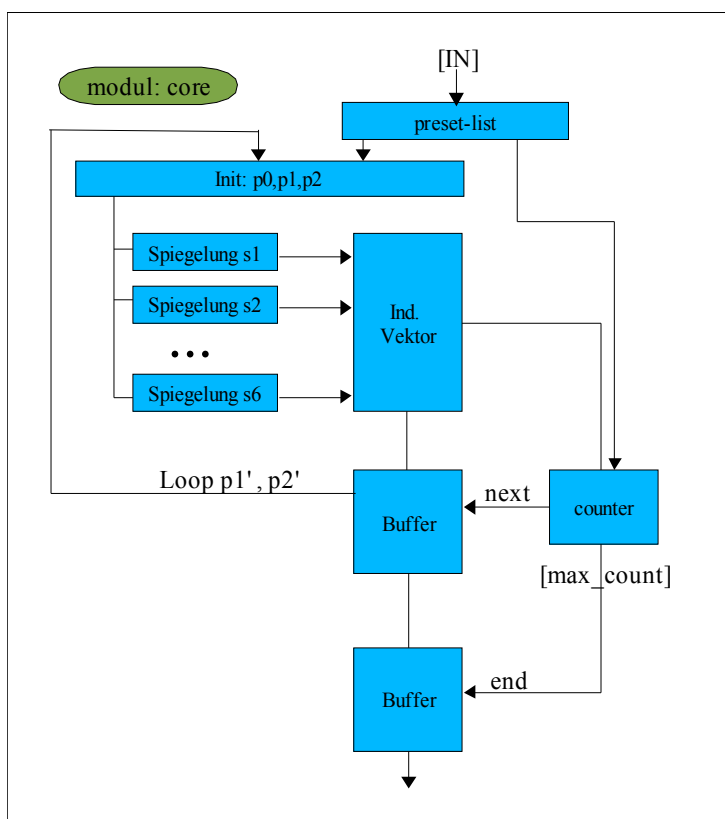 [IN]
modul: core
preset-list
Init: p0,p1,p2
Spiegelung s1
Spiegelung s2
...
Spiegelung s6
Ind.
Vektor
Loop p1', p2'
Buffer
next
counter
[max_count]
Buffer
end